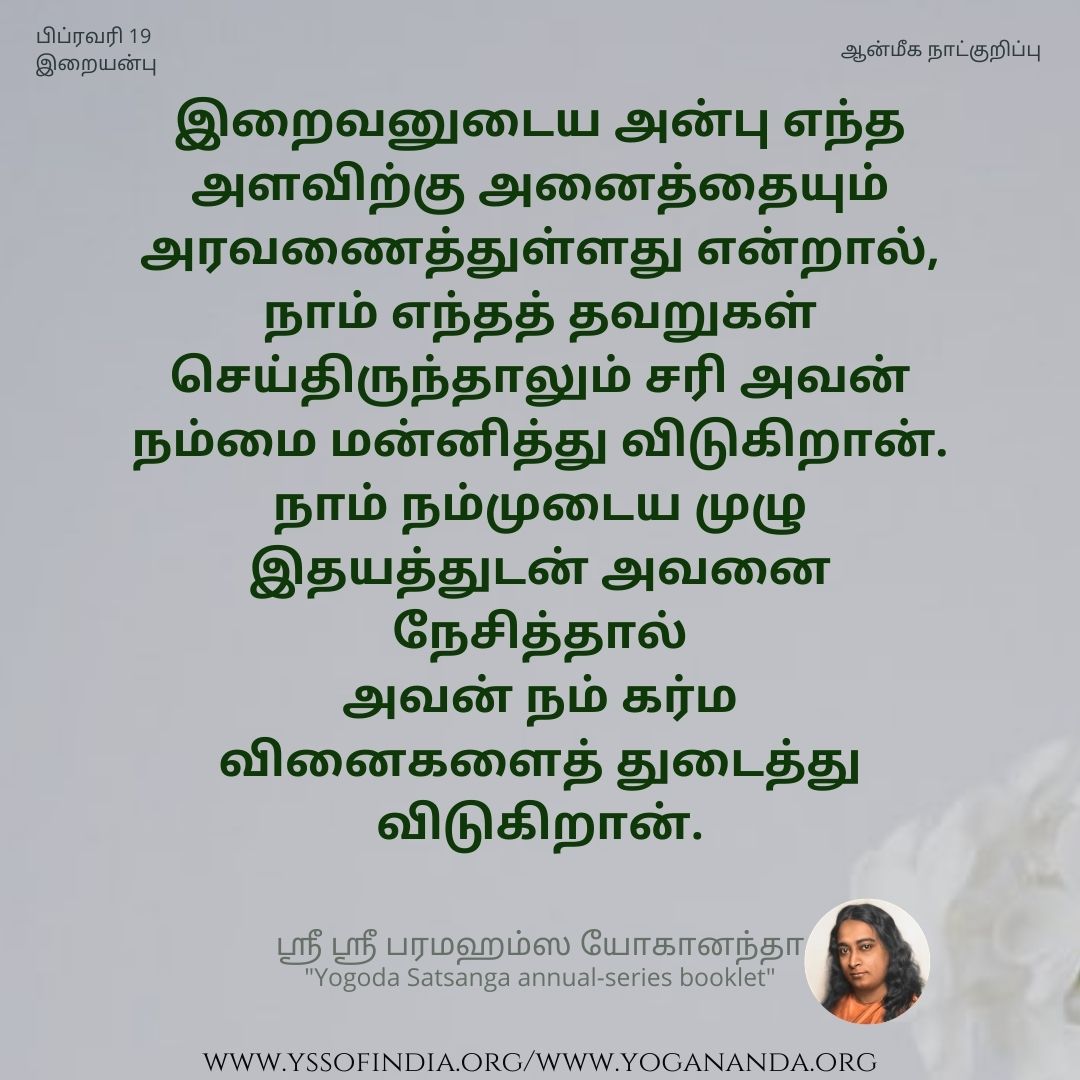 பிப்ரவரி 19
இறையன்பு
ஆன்மீக நாட்குறிப்பு
இறைவனுடைய அன்பு எந்த
அளவிற்கு அனைத்தையும்
அரவணைத்துள்ளது என்றால்,
நாம் எந்தத் தவறுகள்
செய்திருந்தாலும் சரி அவன்
நம்மை மன்னித்து விடுகிறான்.
நாம் நம்முடைய முழு
இதயத்துடன் அவனை
நேசித்தால்
அவன் நம் கர்ம
வினைகளைத் துடைத்து
விடுகிறான்.
ஸ்ரீ ஸ்ரீ பரமஹம்ஸ யோகானந்தா
"Yogoda Satsanga annual-series booklet"
WWW.YSSOFINDIA.ORG/WWW.YOGANANDA.ORG